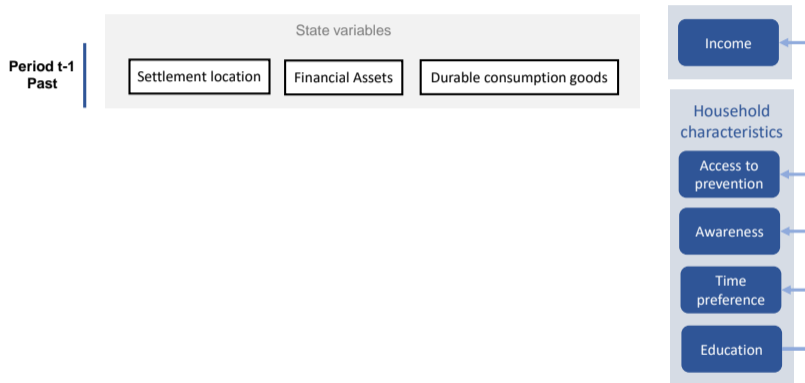 State variables
Period t-1
Past
Settlement location
Financial Assets
Durable consumption goods
Income
Household
characteristics
Access to
prevention
Awareness
Time
preference
Education